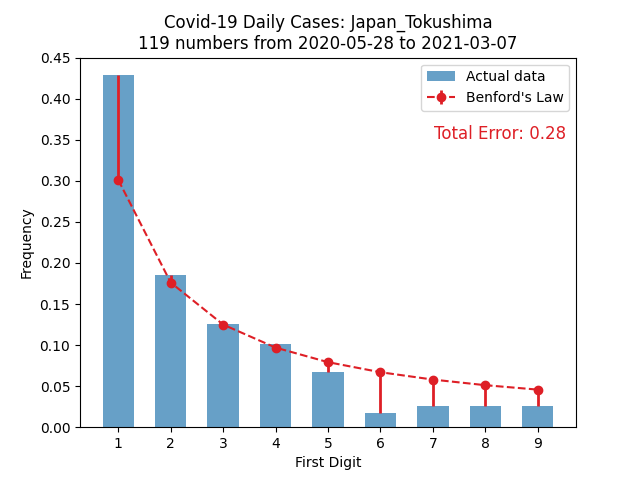 Covid-19 Daily Cases: Japan_Tokushima
119 numbers from 2020-05-28 to 2021-03-07
Actual data
Benford's Law
Total Error: 0.28
Frequency
0.45
0.40
0.35
0.30
0.25
0.20
0.15
0.10
0.05
0.00
1 2 3 4 5 6 7 8 9
First Digit